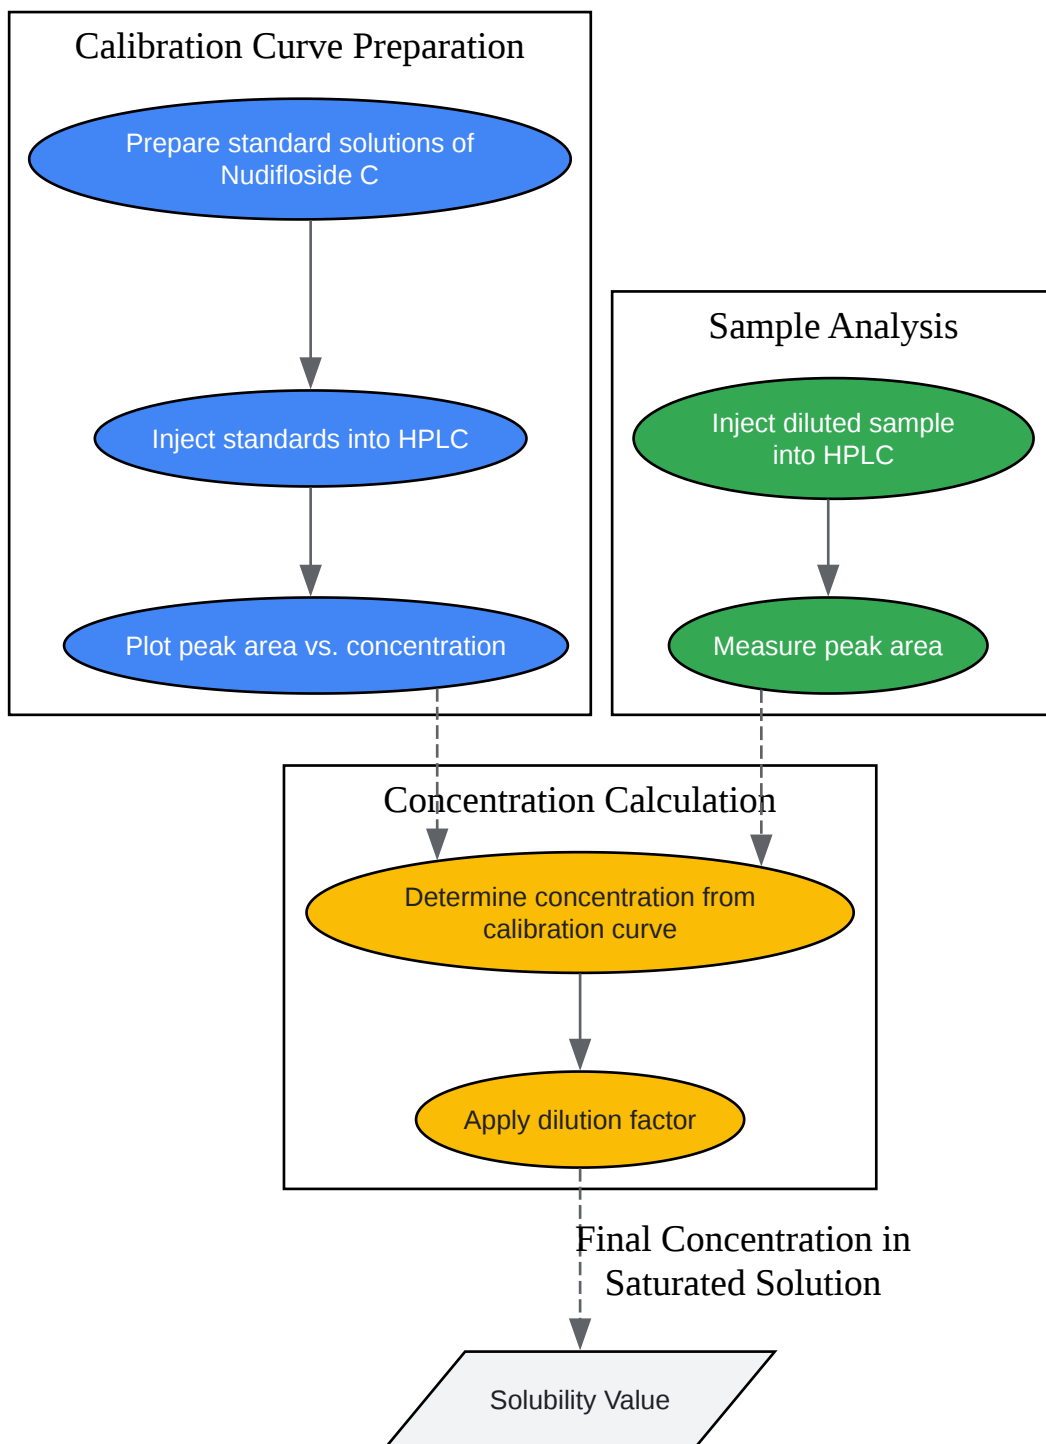 Calibration Curve Preparation
Prepare standard solutions of
Nudifloside C
Inject standards into HPLC
Plot peak area vs. concentration
Sample Analysis
Inject diluted sample
into HPLC
Measure peak area
Concentration Calculation
Determine concentration from
calibration curve
Apply dilution factor
Final Concentration in
Saturated Solution
Solubility Value